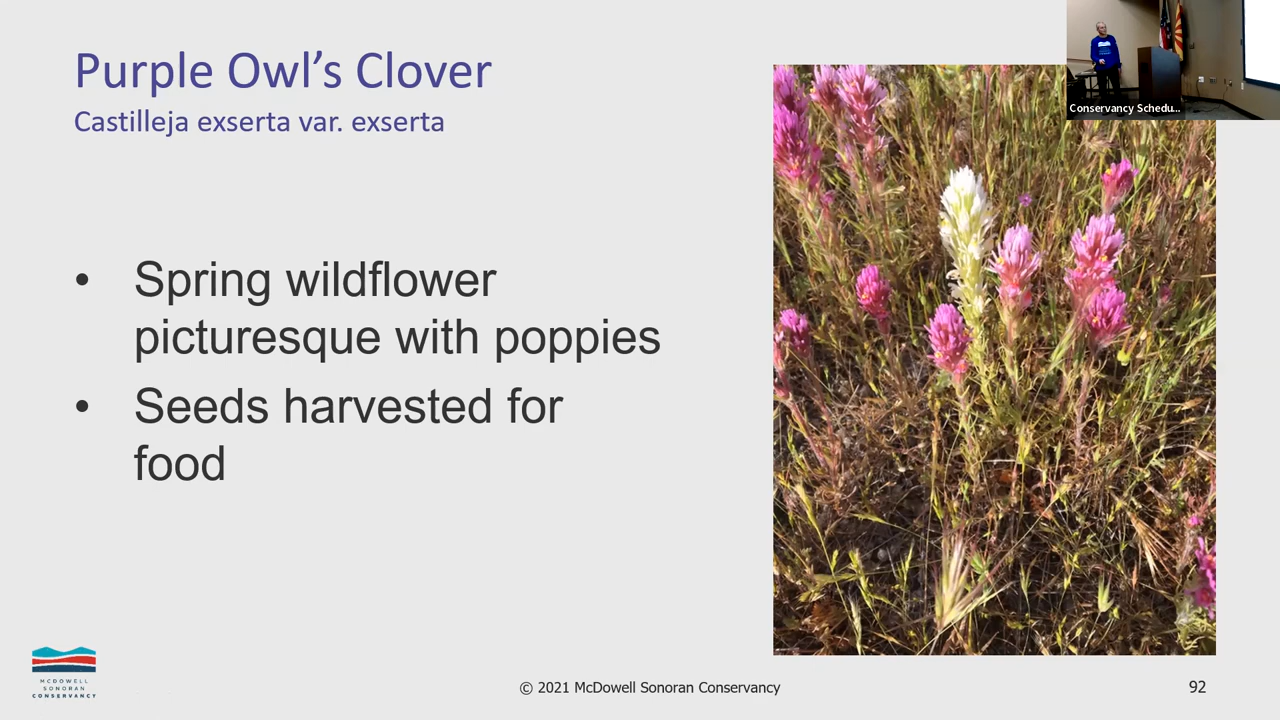 Purple Owl’s Clover
Castilleja exserta var. exserta
• Spring wildflower
picturesque with poppies
• Seeds harvested for
food
Conservancy Schedu...
MCDOWELL
SONORAN
CONSERVANCY
© 2021 McDowell Sonoran Conservancy
92